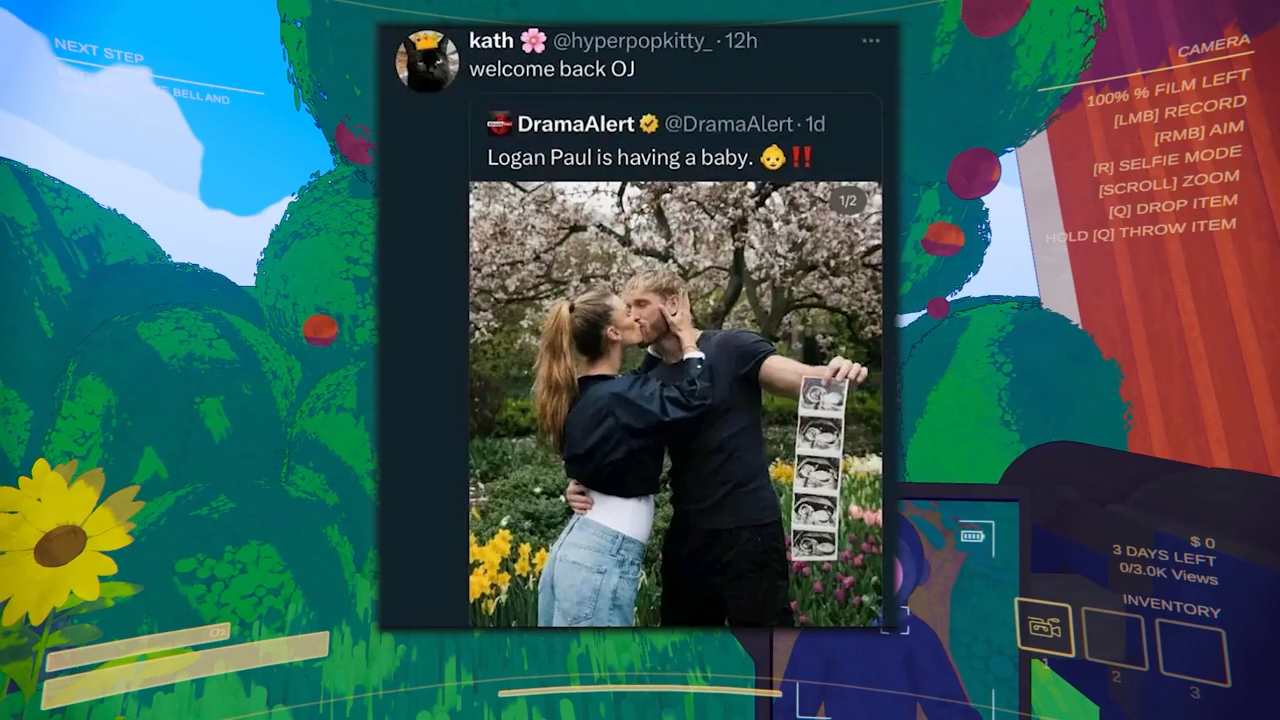 kath 🌸 @hyperpopkitty_ · 12h
welcome back OJ
DramaAlert @DramaAlert · 1d
Logan Paul is having a baby. 👶‼️
1/2
NEXT STEP
BELL AND
CAMERA
100% % FILM LEFT
[LMB] RECORD
[RMB] AIM
[R] SELFIE MODE
[SCROLL] ZOOM
[Q] DROP ITEM
HOLD [Q] THROW ITEM
$ 0
3 DAYS LEFT
0/3.0K Views
INVENTORY
1
2
3